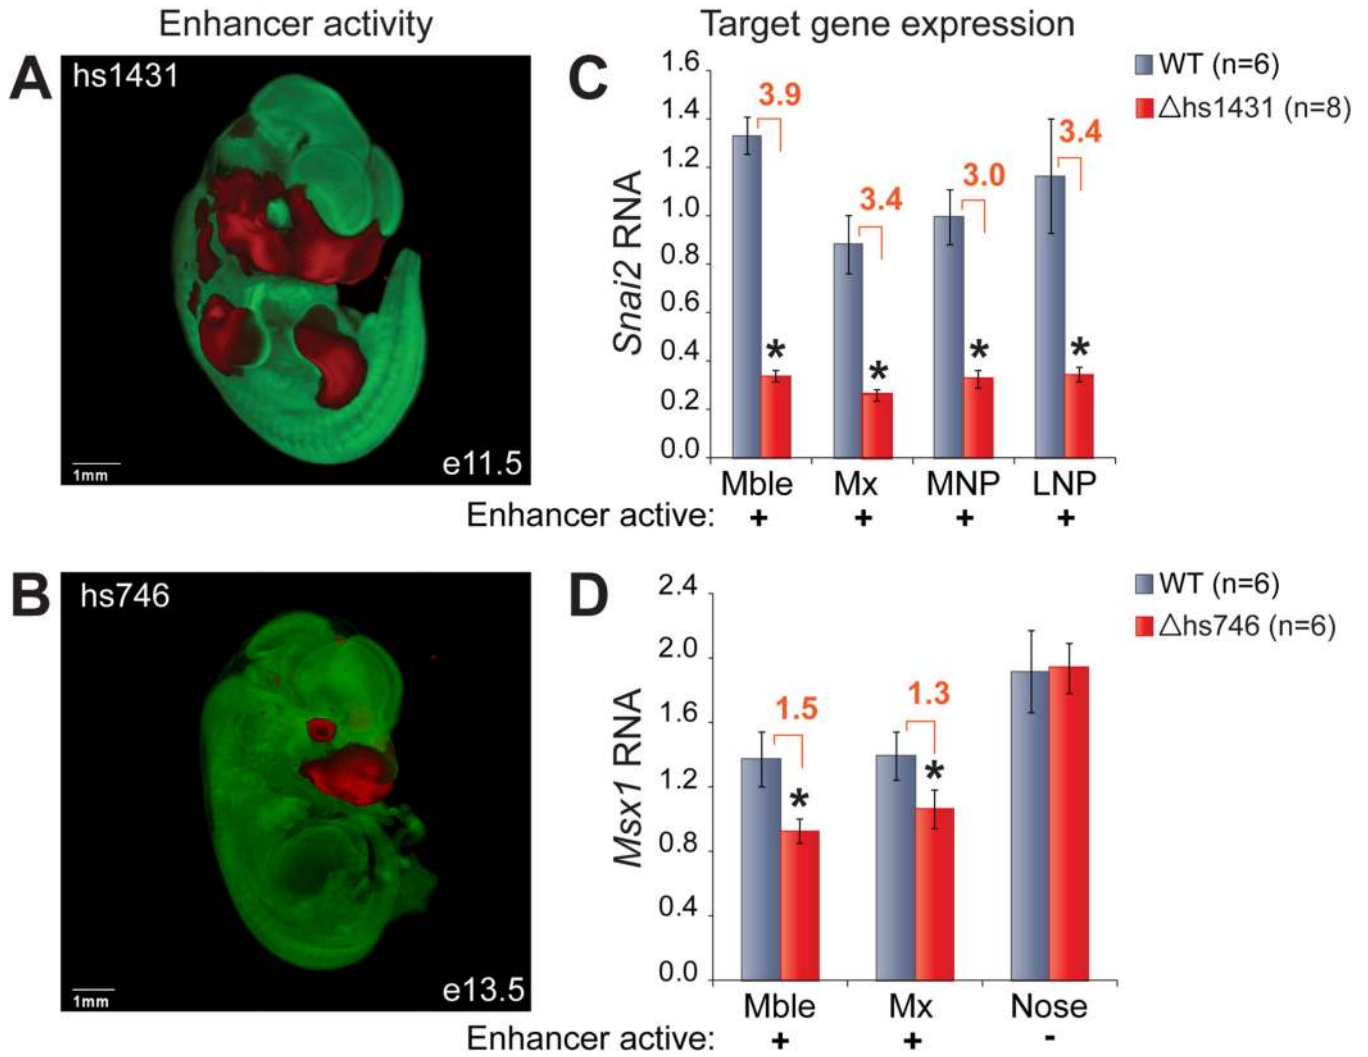 Enhancer activity
Target gene expression
A
hs1431
e11.5
1mm
C
Snai2 RNA
1.6
1.4
1.2
1.0
0.8
0.6
0.4
0.2
0.0
3.9
3.4
3.0
3.4
*
*
*
*
WT (n=6)
△hs1431 (n=8)
Mble Mx MNP LNP
Enhancer active: + + + +
B
hs746
e13.5
1mm
D
Msx1 RNA
2.4
2.0
1.6
1.2
0.8
0.4
0.0
1.5
1.3
*
*
WT (n=6)
△hs746 (n=6)
Mble Mx Nose
Enhancer active: + + -